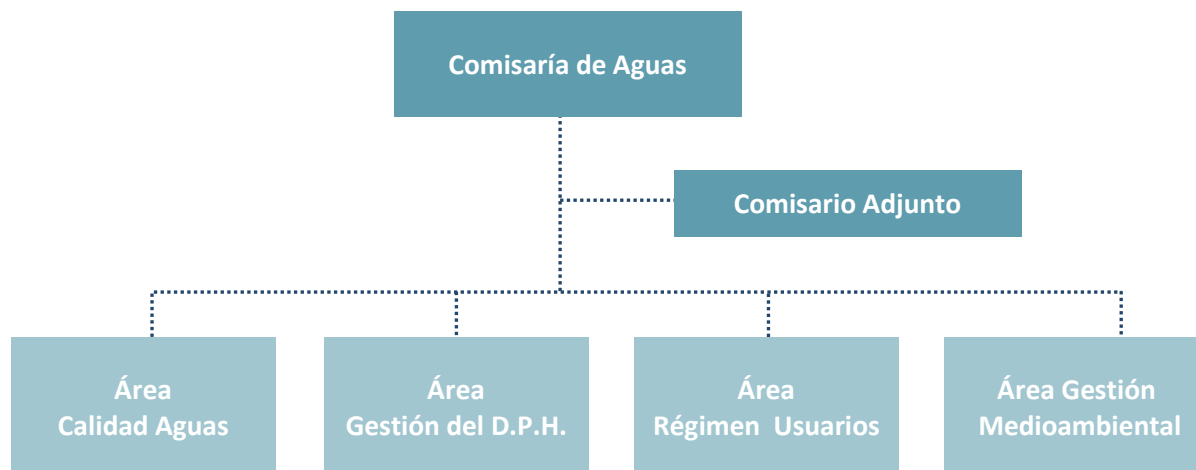 Comisaría de Aguas
Comisario Adjunto
Área
Calidad Aguas
Área
Gestión del D.P.H.
Área
Régimen Usuarios
Área Gestión
Medioambiental